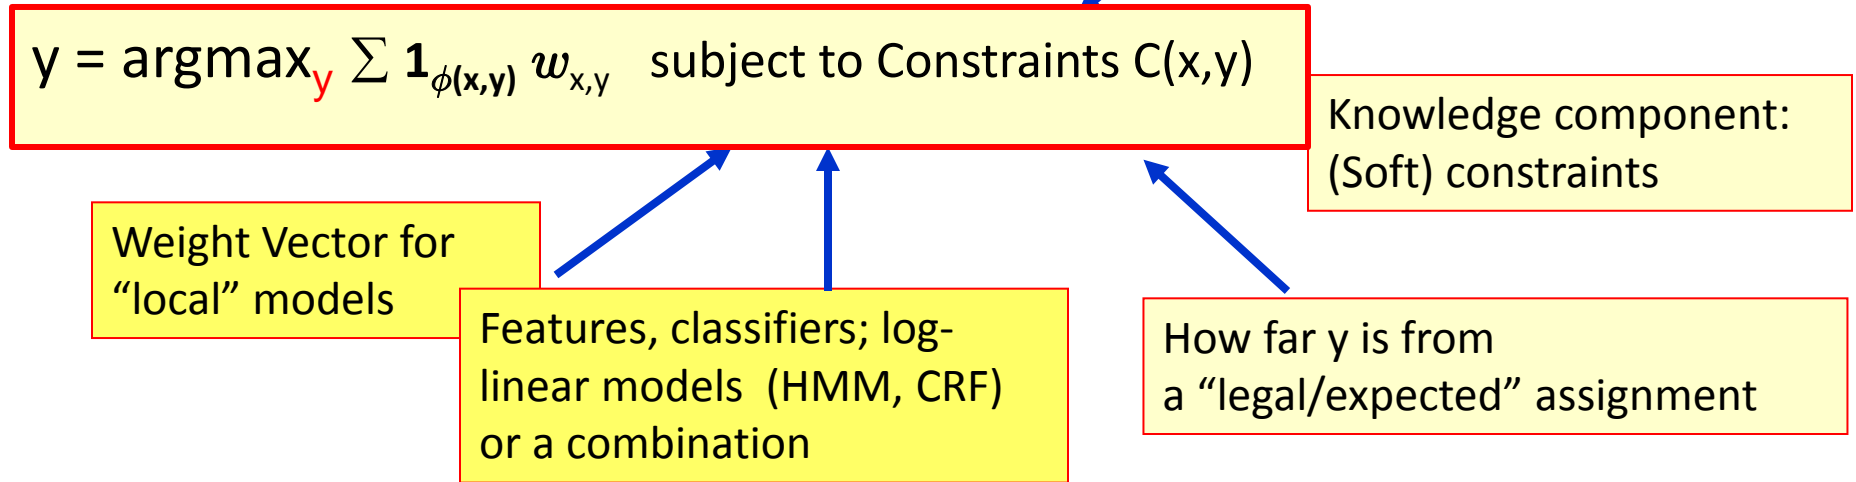 y = argmax_y ∑ 1_ϕ(x,y) w_x,y subject to Constraints C(x,y)
Knowledge component:
(Soft) constraints
Weight Vector for
“local” models
Features, classifiers; log-
linear models (HMM, CRF)
or a combination
How far y is from
a “legal/expected” assignment